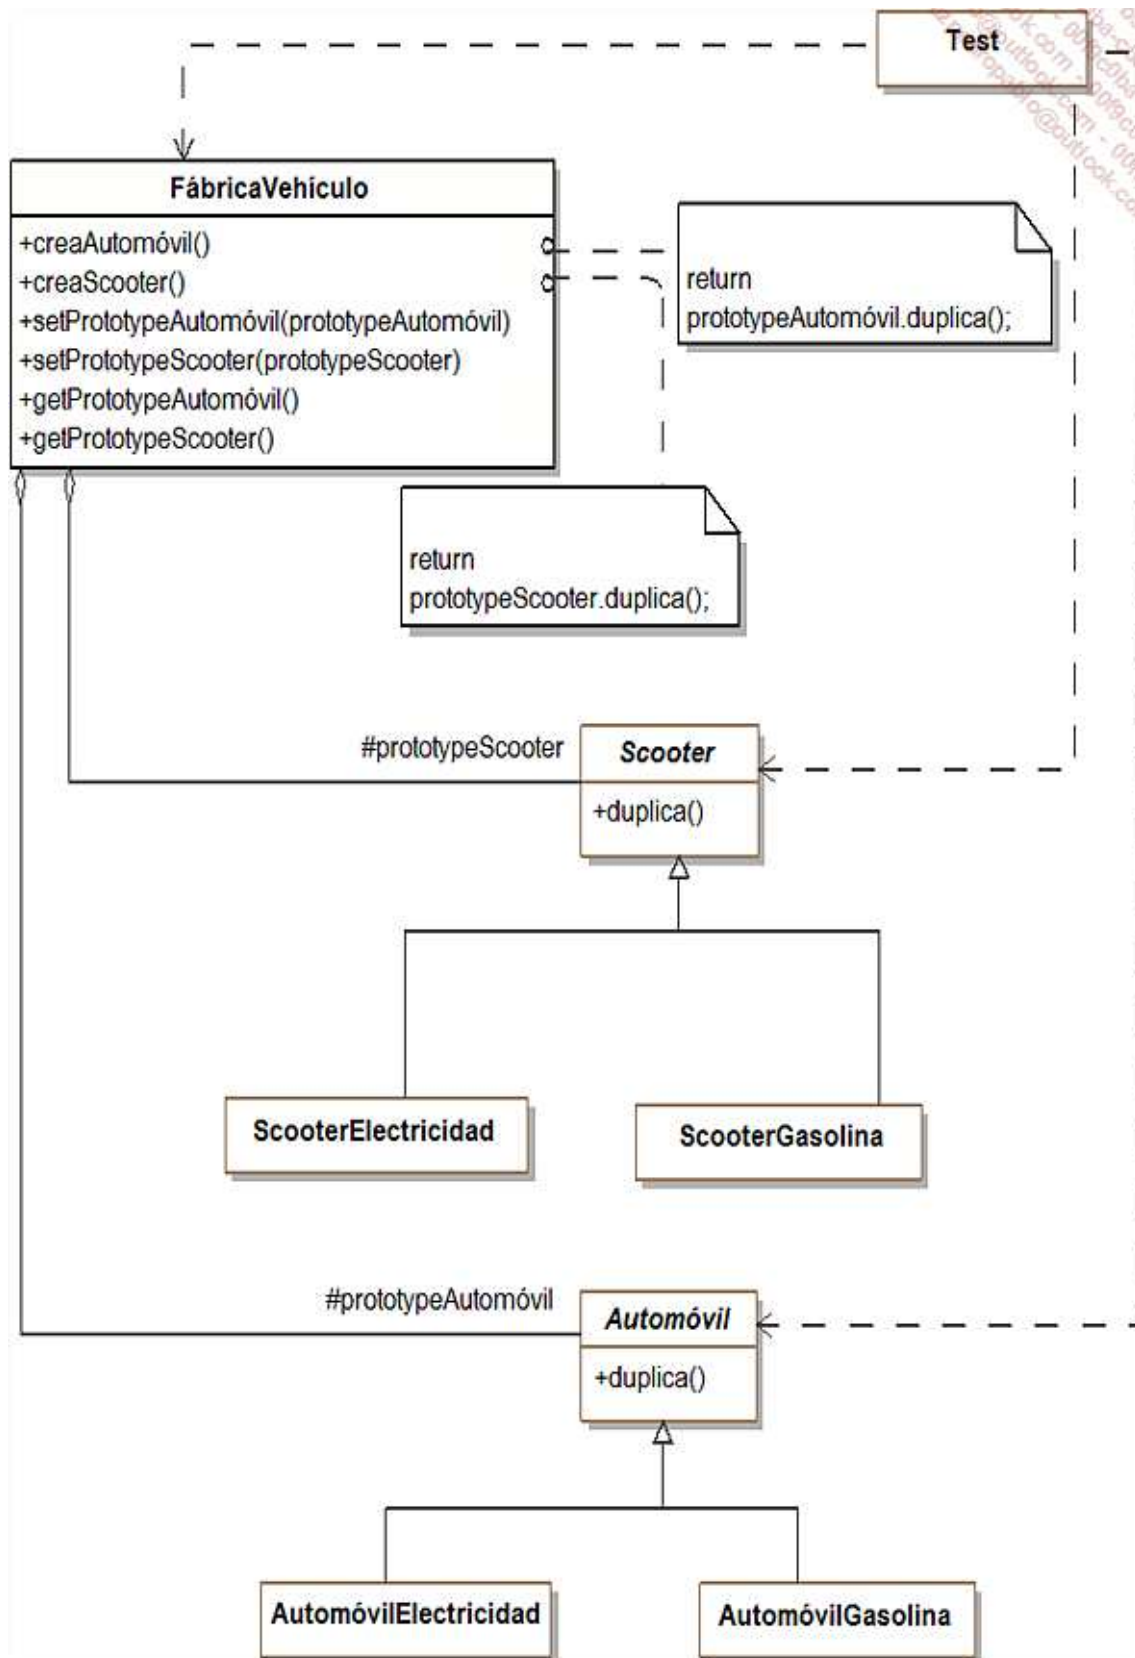 Test
FábricaVehículo
+creaAutomóvil()
+creaScooter()
+setPrototypeAutomóvil(prototypeAutomóvil)
+setPrototypeScooter(prototypeScooter)
+getPrototypeAutomóvil()
+getPrototypeScooter()
return
prototypeAutomóvil.duplica();
return
prototypeScooter.duplica();
#prototypeScooter
Scooter
+duplica()
ScooterElectricidad
ScooterGasolina
#prototypeAutomóvil
Automóvil
+duplica()
AutomóvilElectricidad
AutomóvilGasolina